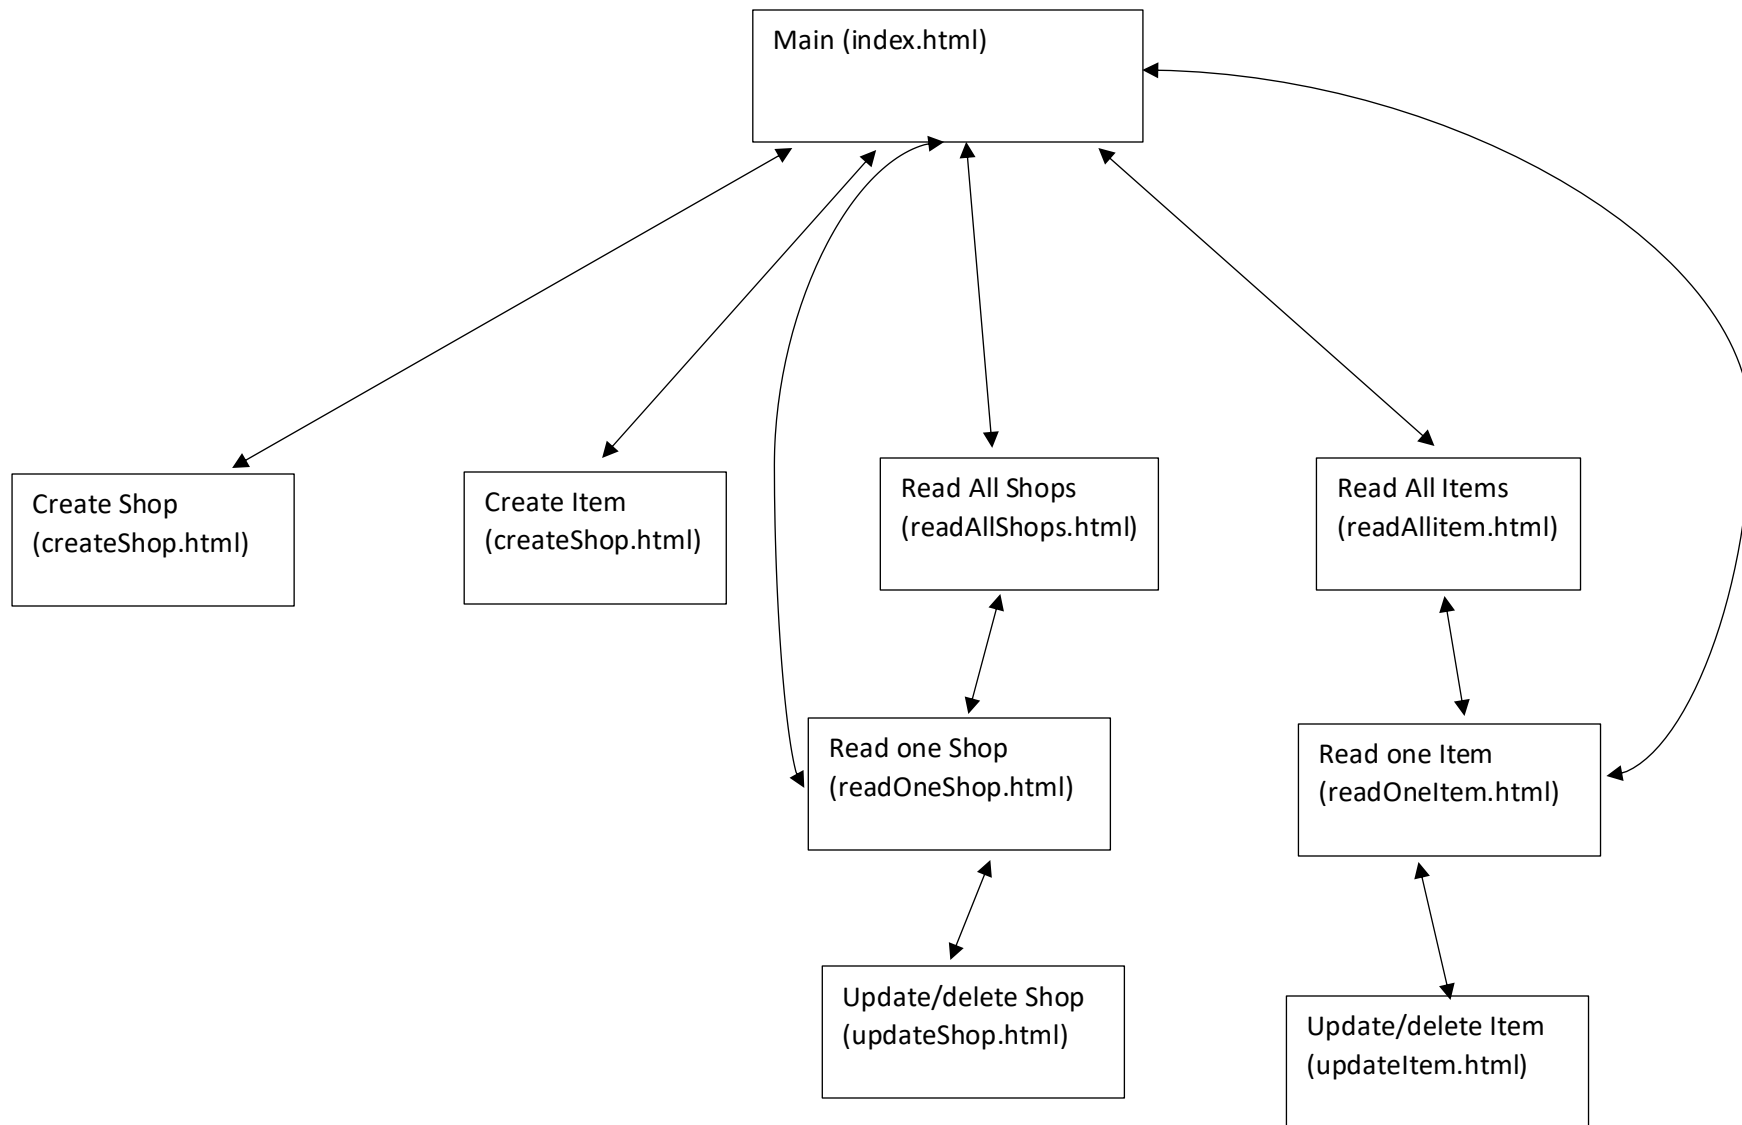 Main (index.html)
Create Shop
(createShop.html)
Create Item
(createShop.html)
Read All Shops
(readAllShops.html)
Read All Items
(readAllitem.html)
Read one Shop
(readOneShop.html)
Read one Item
(readOneItem.html)
Update/delete Shop
(updateShop.html)
Update/delete Item
(updateItem.html)